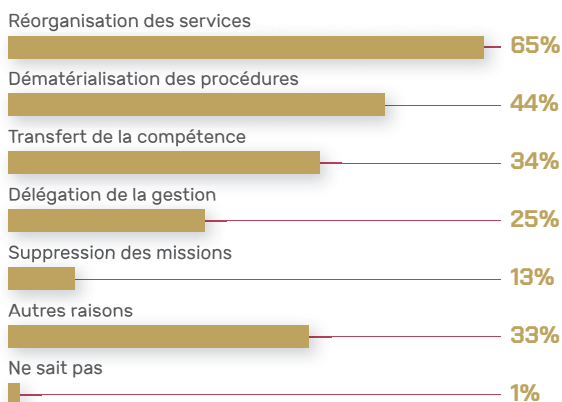 Réorganisation des services
65%
Dématérialisation des procédures
44%
Transfert de la compétence
34%
Délégation de la gestion
25%
Suppression des missions
13%
Autres raisons
33%
Ne sait pas
1%